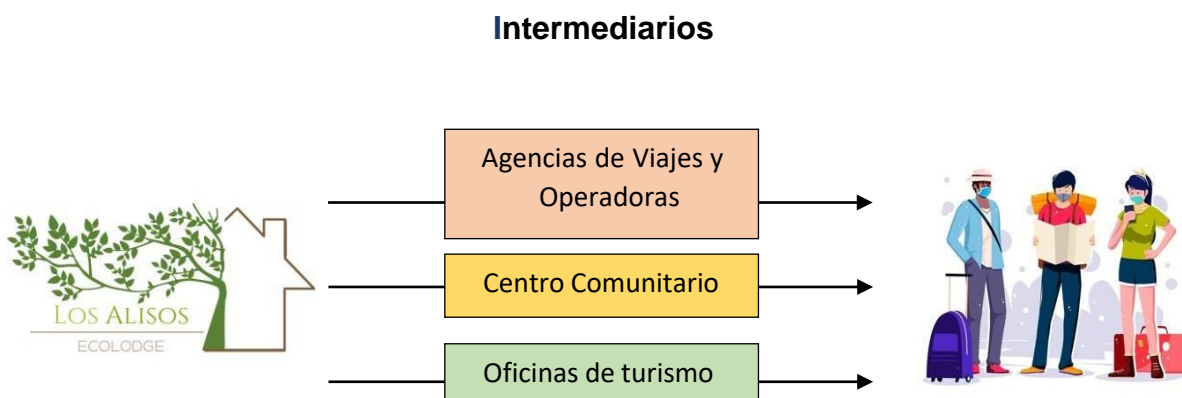 Intermediarios
Agencias de Viajes y
Operadoras
LOS ALISOS
ECOLODGE
Centro Comunitario
Oficinas de turismo